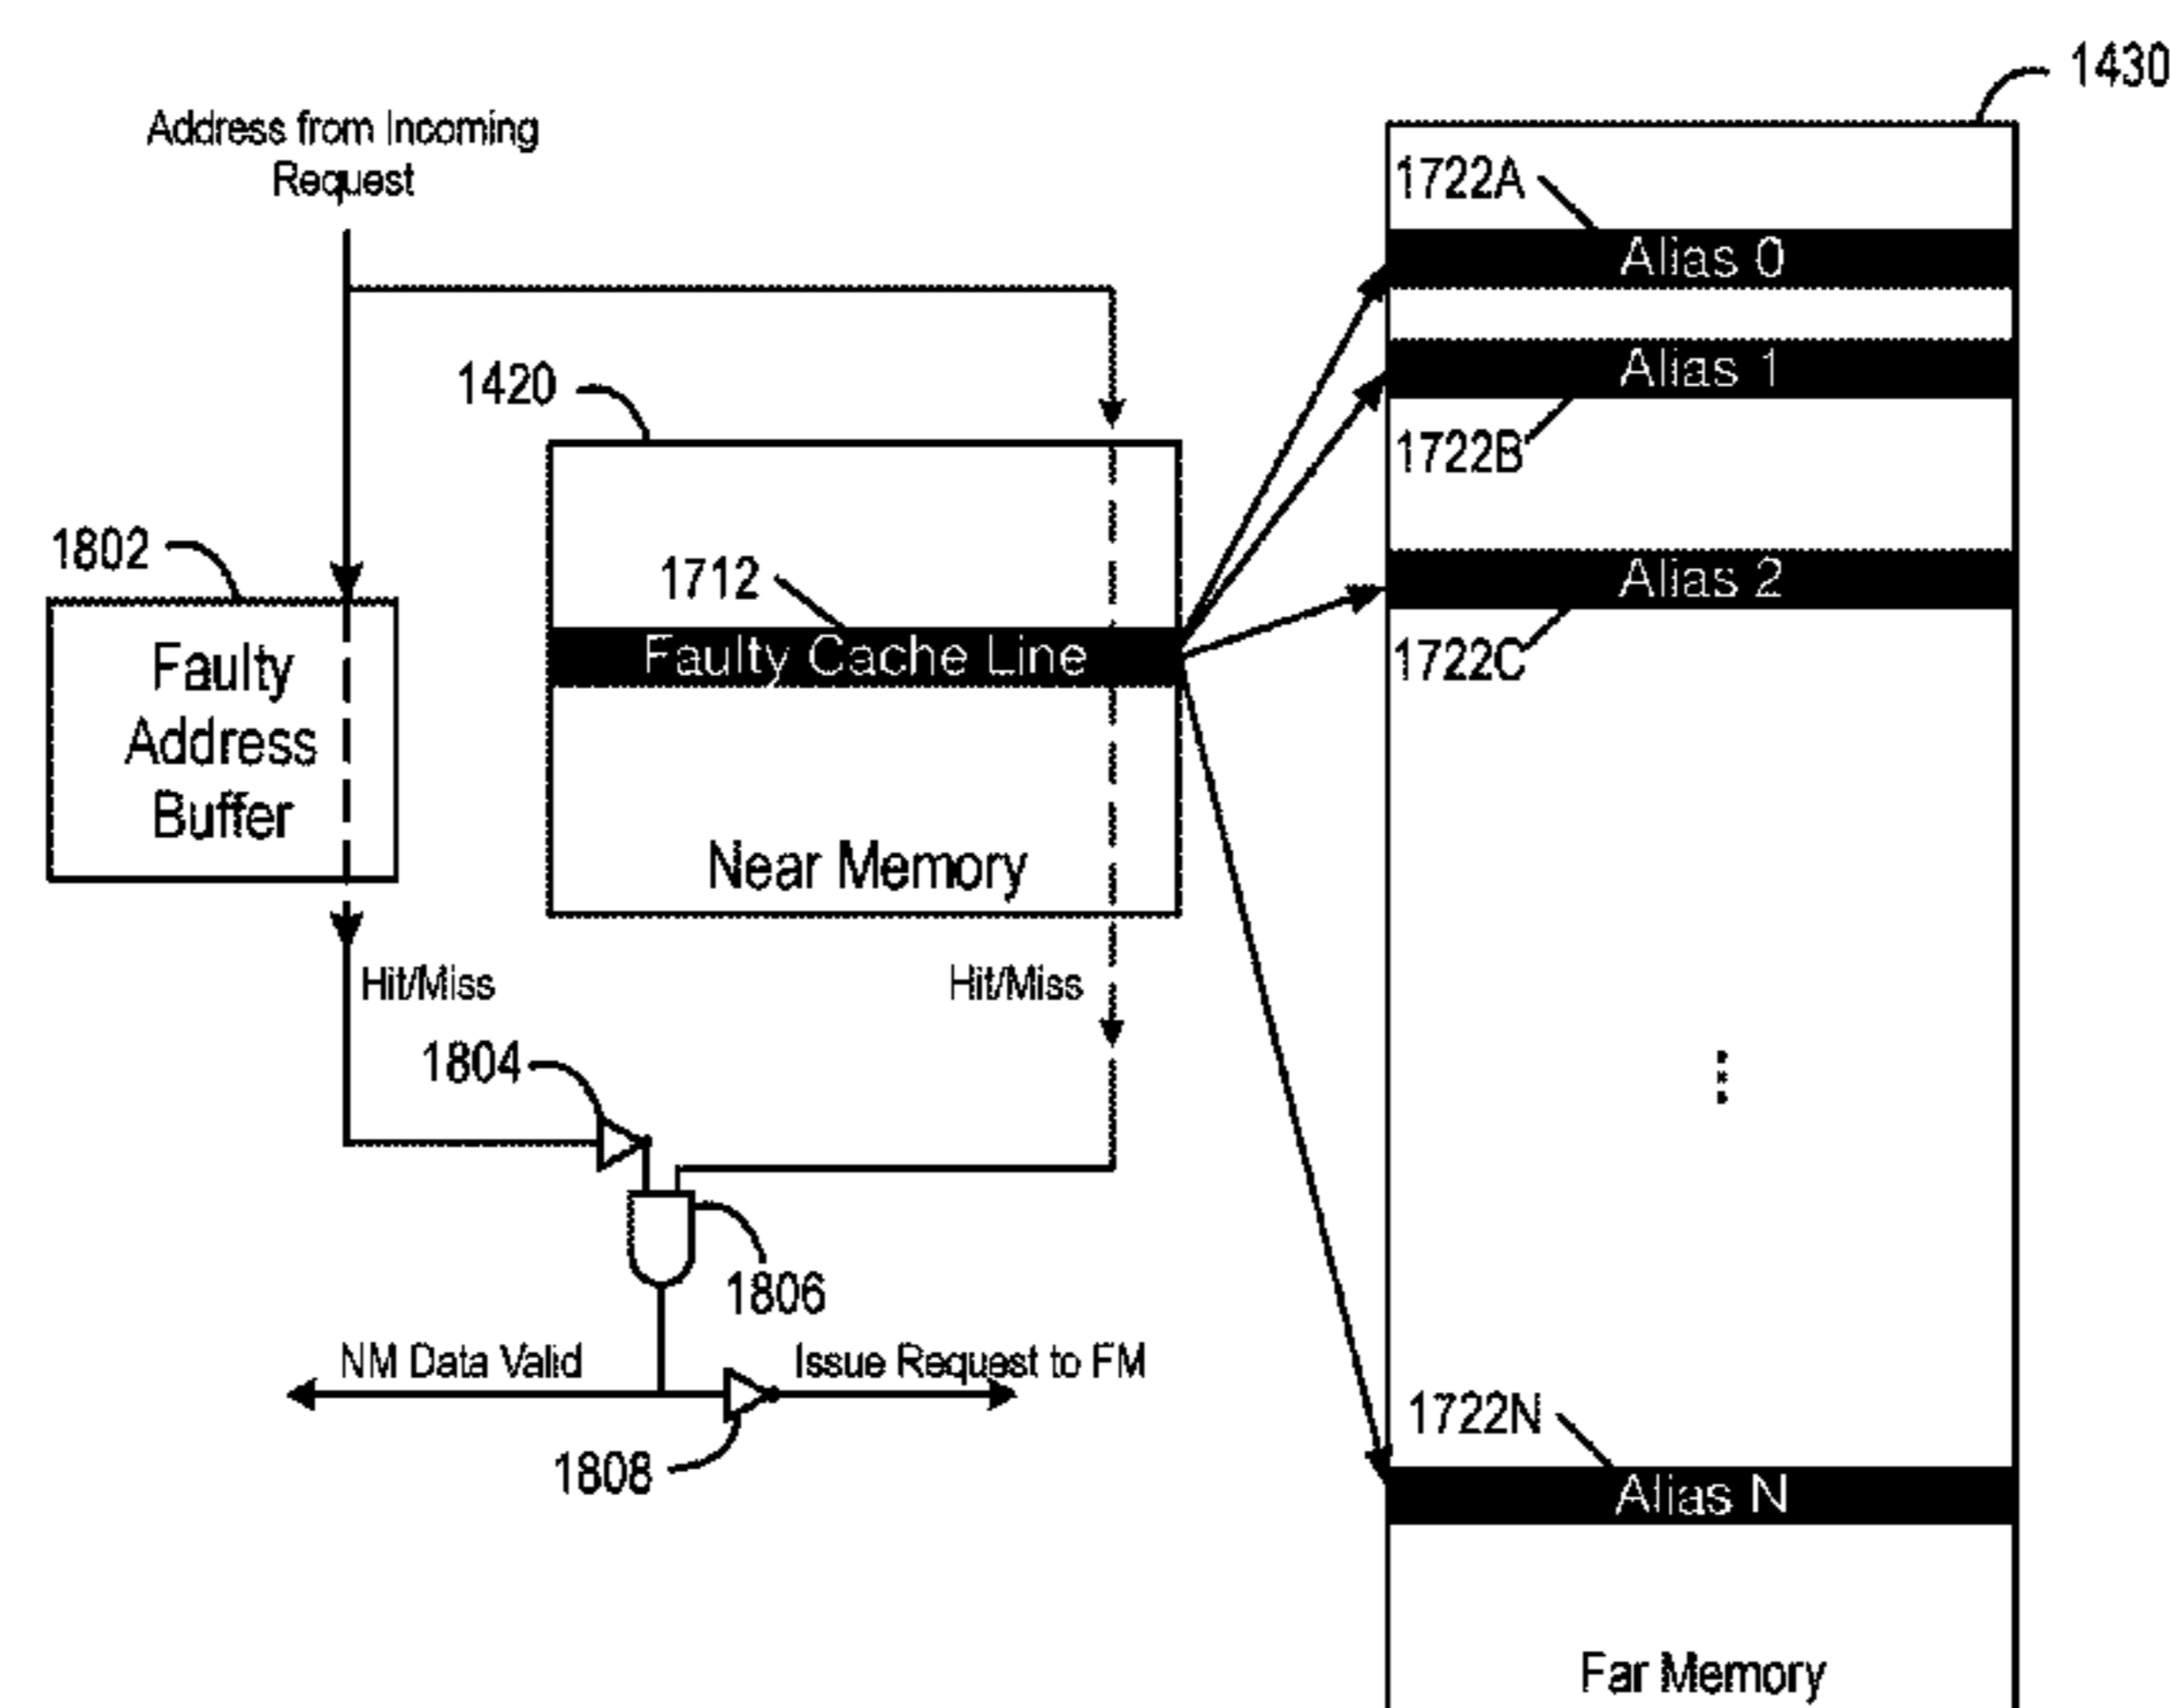 1430
Address from Incoming
Request
1722A
Alias 0
Alias 1
1420
1722B
1802
1712
Alias 2
Faulty Cache Line
1722C
Faulty
Address
Buffer
Near Memory
Hit/Miss
Hit/Miss
1804
1806
NM Data Valid
Issue Request to FM
1722N
1808
Alias N
Far Memory